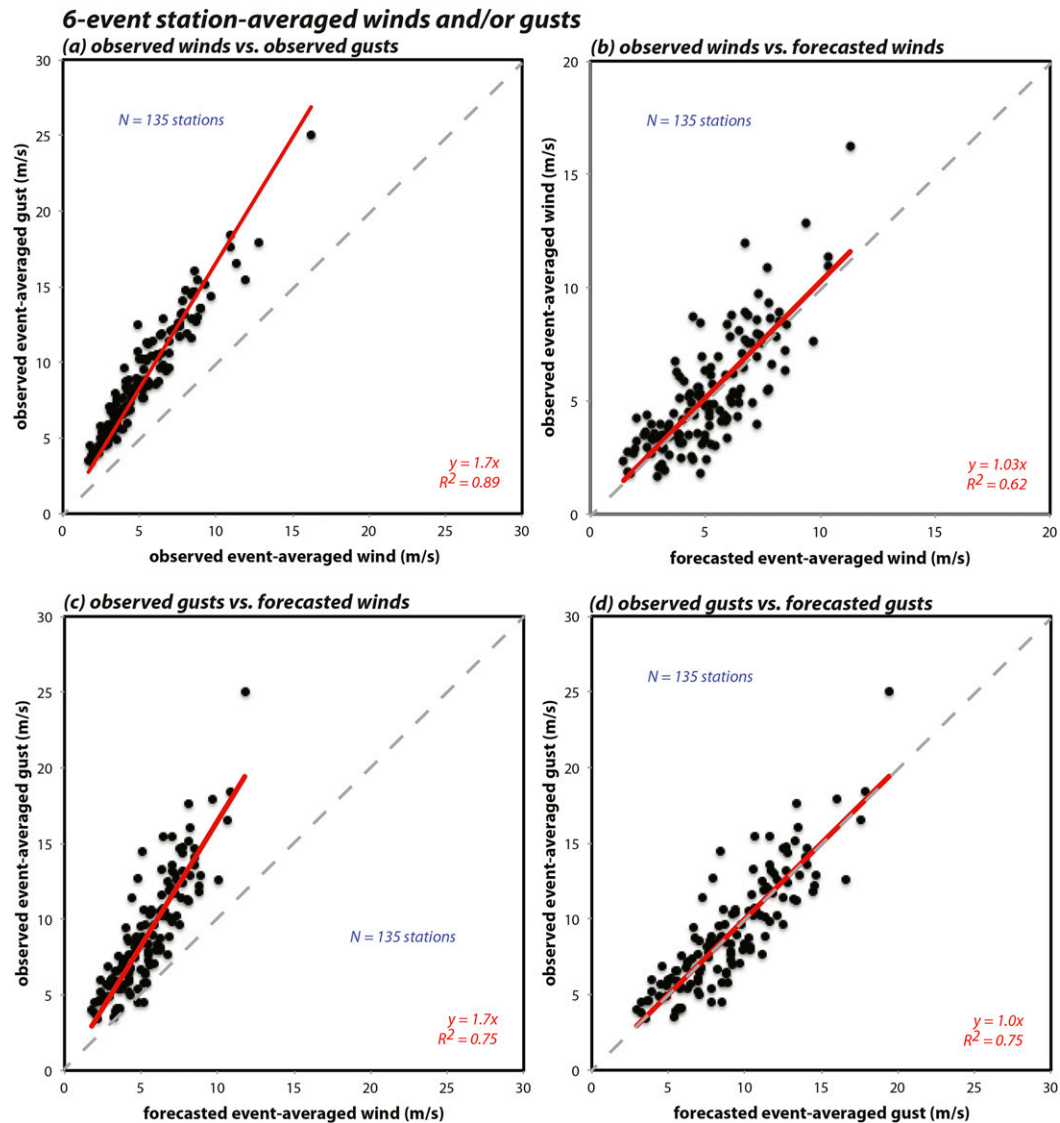 6-event station-averaged winds and/or gusts
(a) observed winds vs. observed gusts
30
25
20
15
10
5
0
observed event-averaged gust (m/s)
N = 135 stations
y = 1.7x
R² = 0.89
0 5 10 15 20 25 30
observed event-averaged wind (m/s)
(b) observed winds vs. forecasted winds
20
15
10
5
0
observed event-averaged wind (m/s)
N = 135 stations
y = 1.03x
R² = 0.62
0 5 10 15 20
forecasted event-averaged wind (m/s)
(c) observed gusts vs. forecasted winds
30
25
20
15
10
5
0
observed event-averaged gust (m/s)
N = 135 stations
y = 1.7x
R² = 0.75
0 5 10 15 20 25 30
forecasted event-averaged wind (m/s)
(d) observed gusts vs. forecasted gusts
30
25
20
15
10
5
0
observed event-averaged gust (m/s)
N = 135 stations
y = 1.0x
R² = 0.75
0 5 10 15 20 25 30
forecasted event-averaged gust (m/s)